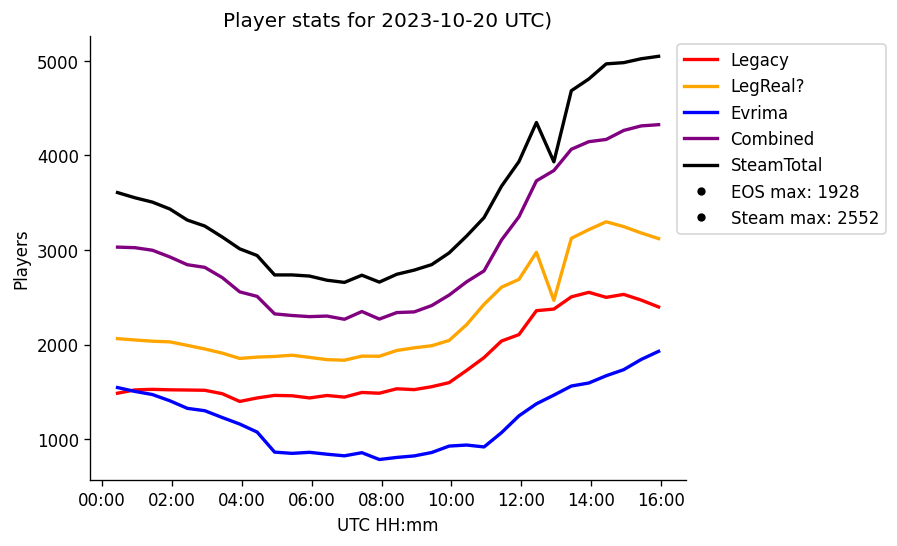 Player stats for 2023-10-20 UTC)
5000
4000
3000
2000
1000
Players
00:00 02:00 04:00 06:00 08:00 10:00 12:00 14:00 16:00
UTC HH:mm
Legacy
LegReal?
Evrima
Combined
SteamTotal
EOS max: 1928
Steam max: 2552